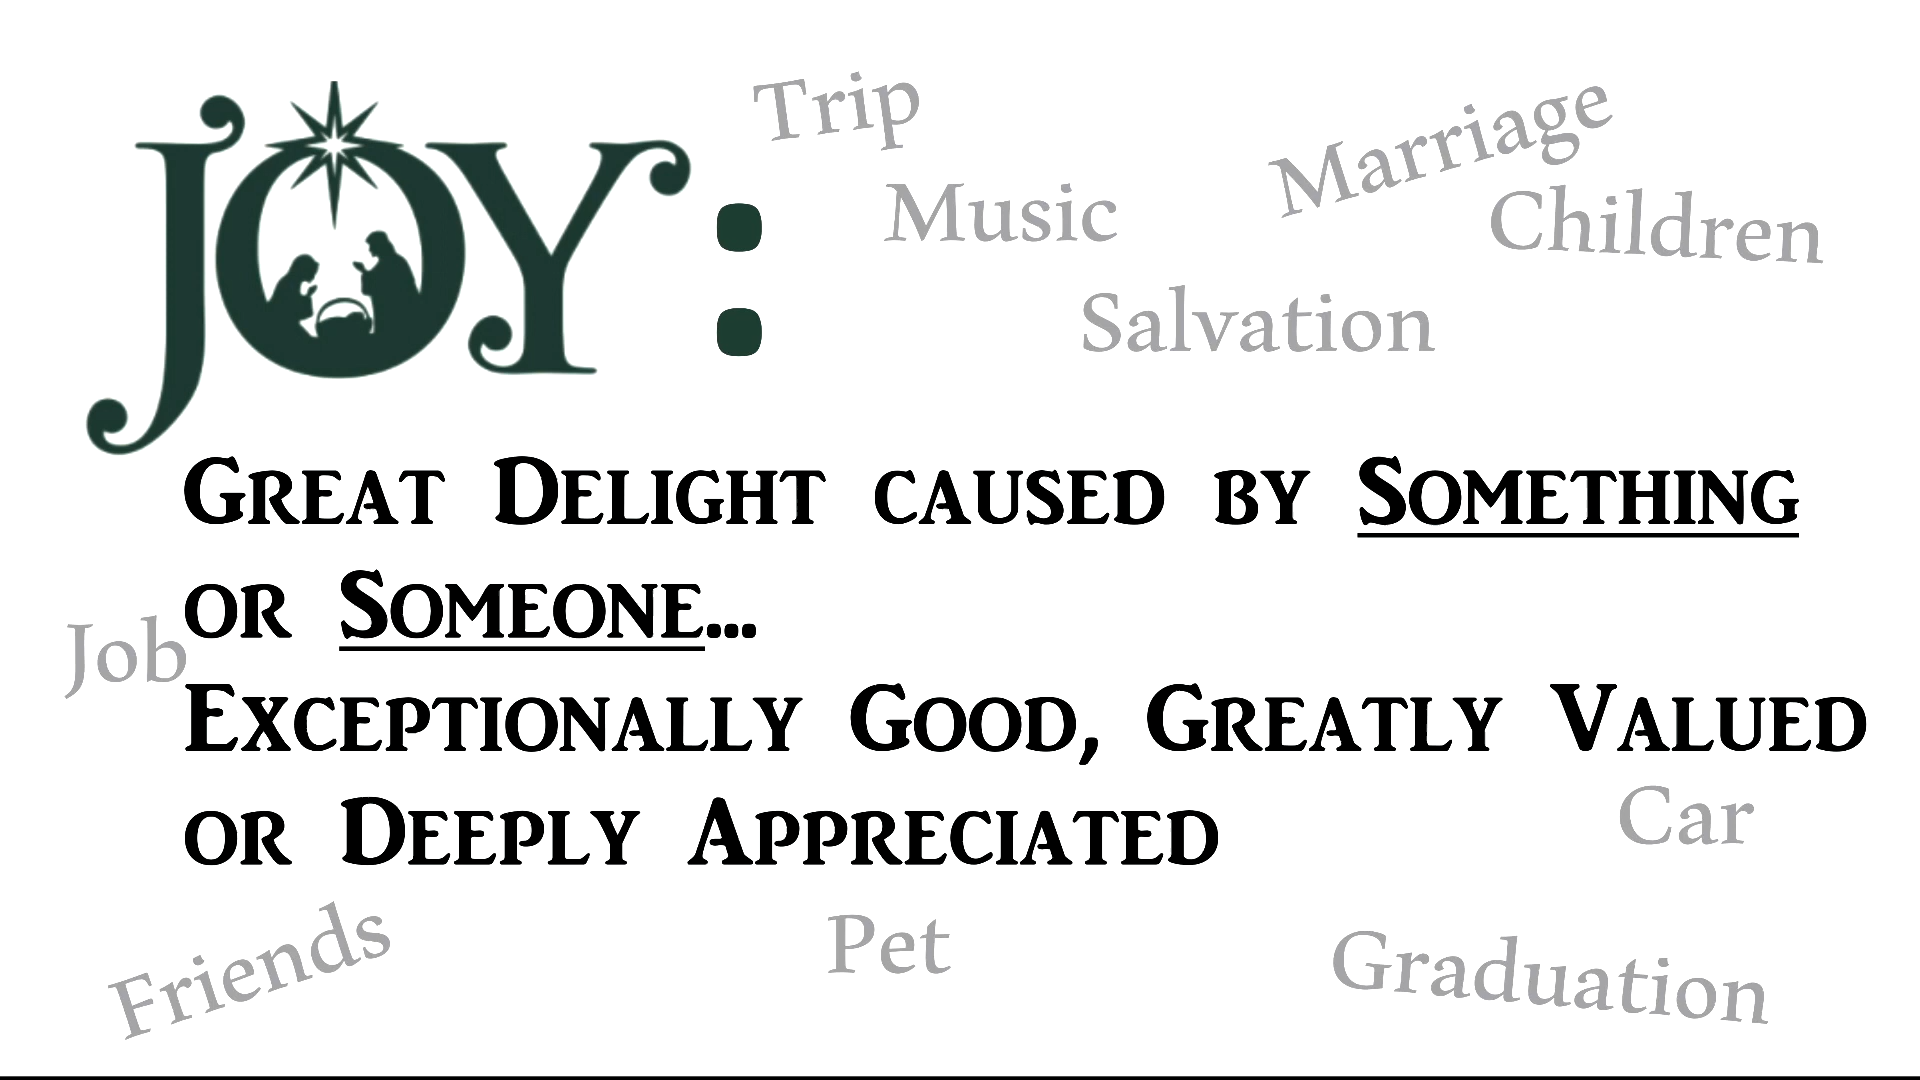 JOY:
Trip
Marriage
Music
Children
Salvation
Great Delight caused by Something
or Someone...
Job
Exceptionally Good, Greatly Valued
or Deeply Appreciated
Car
Friends
Pet
Graduation